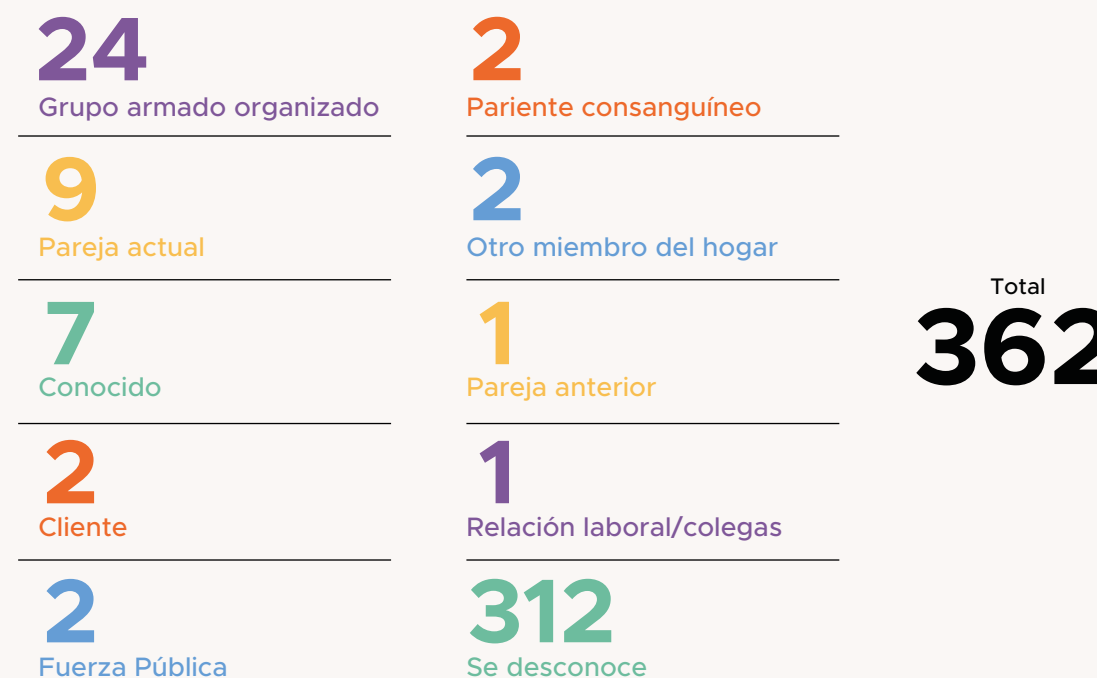 24
Grupo armado organizado
9
Pareja actual
7
Conocido
2
Cliente
2
Fuerza Pública
2
Pariente consanguíneo
2
Otro miembro del hogar
1
Pareja anterior
1
Relación laboral/colegas
312
Se desconoce
Total
362